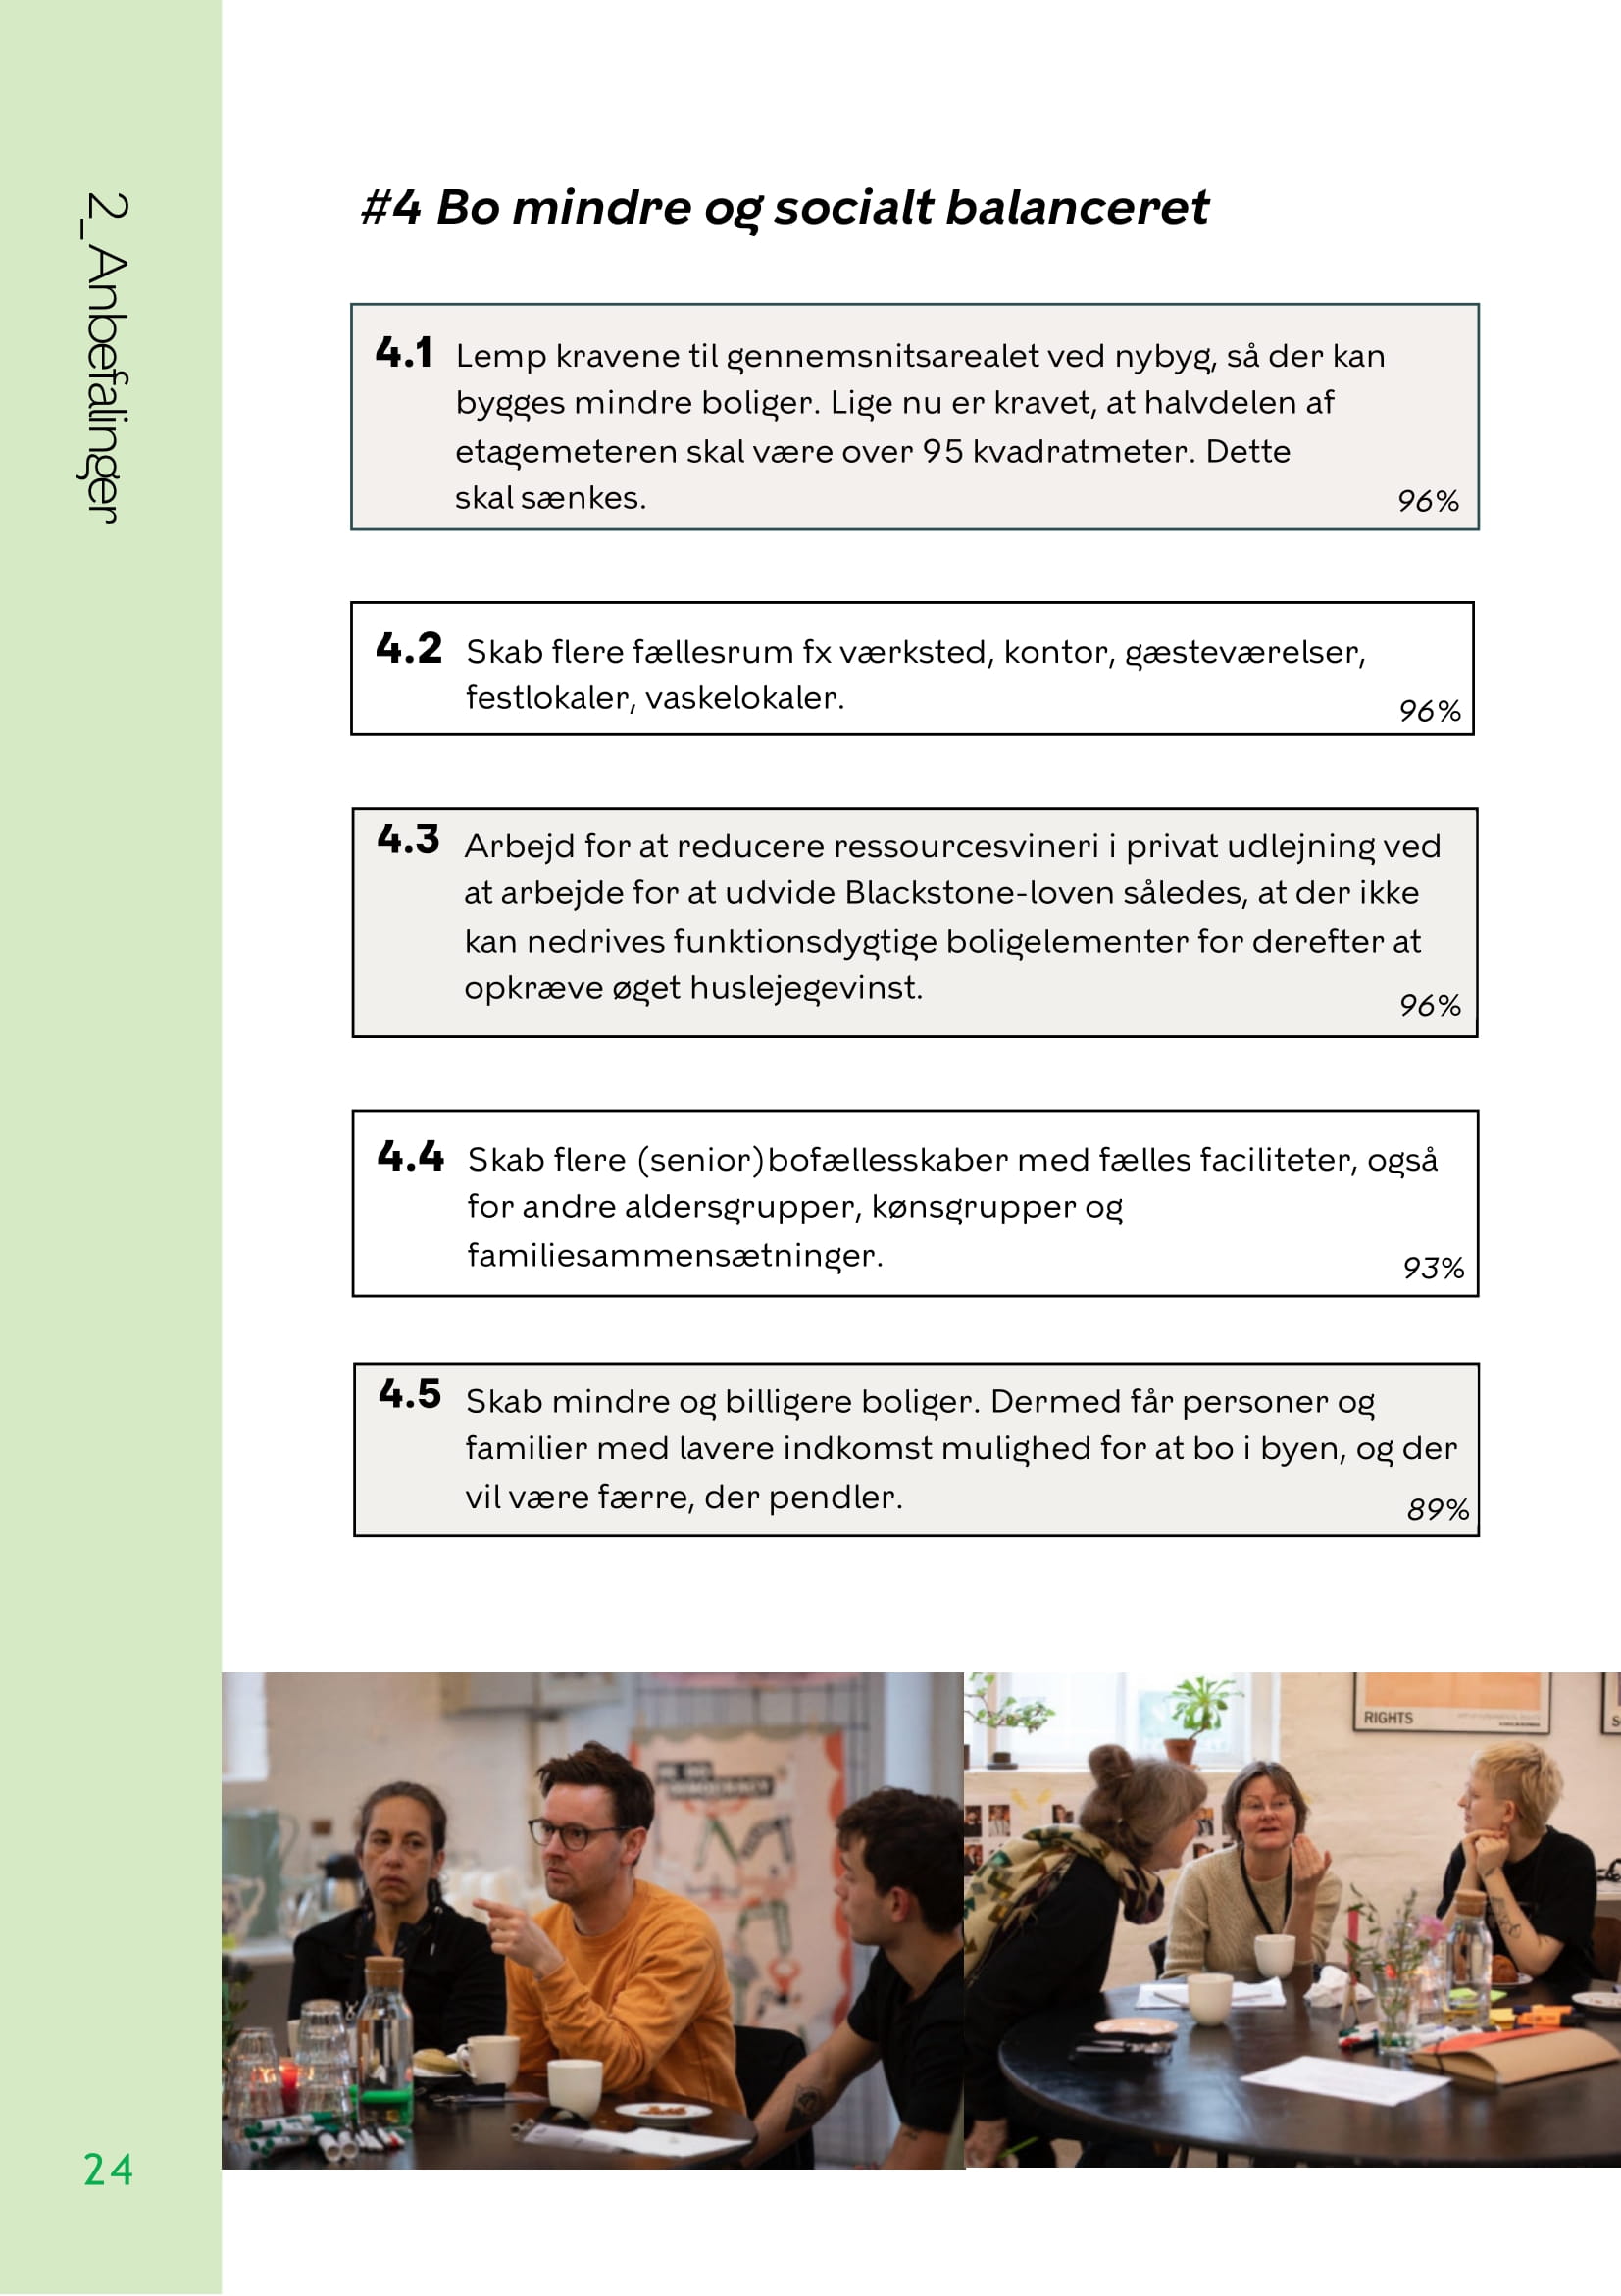 2_Anbefalinger
#4 Bo mindre og socialt balanceret
4.1 Lemp kravene til gennemsnitsarealet ved nybyg, så der kan
bygges mindre boliger. Lige nu er kravet, at halvdelen af
etagemeteren skal være over 95 kvadratmeter. Dette
skal sænkes.
96%
4.2 Skab flere fællesrum fx værksted, kontor, gæsteværelser,
festlokaler, vaskelokaler.
96%
4.3 Arbejd for at reducere ressourcesvineri i privat udlejning ved
at arbejde for at udvide Blackstone-loven således, at der ikke
kan nedrives funktionsdygtige boligelementer for derefter at
opkræve øget huslejegevinst.
96%
4.4 Skab flere (senior)bofællesskaber med fælles faciliteter, også
for andre aldersgrupper, kønsgrupper og
familiesammensætninger.
93%
4.5 Skab mindre og billigere boliger. Dermed får personer og
familier med lavere indkomst mulighed for at bo i byen, og der
vil være færre, der pendler.
89%
RIGHTS
24